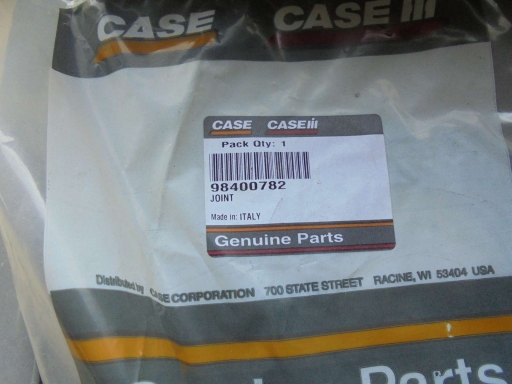 CASE CASE III
CASE CASE III
Pack Qty: 1
98400782
JOINT
Made in: ITALY
Genuine Parts
Distributed by CASE CORPORATION 700 STATE STREET RACINE, WI 53404 USA
Parts